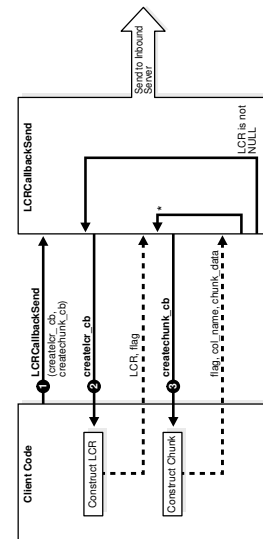 Client Code
Construct LCR
Construct Chunk
1
LCRCallbackSend
(createlcr_cb,
createchunk_cb)
2
createlcr_cb
LCR, flag
3
createchunk_cb
flag, col_name, chunk_data
LCRCallbackSend
*
LCR is not
NULL
Send to Inbound
Server